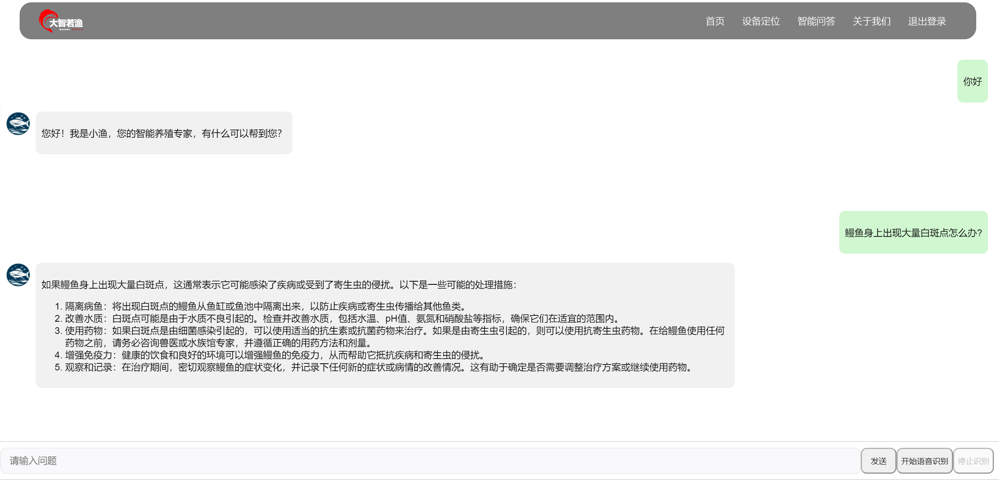 大智若渔
DAZHI RUOYU
首页 设备定位 智能问答 关于我们 退出登录
你好
您好！我是小渔，您的智能养殖专家，有什么可以帮到您？
鳗鱼身上出现大量白斑点怎么办?
如果鳗鱼身上出现大量白斑点，这通常表示它可能感染了疾病或受到了寄生虫的侵扰。以下是一些可能的处理措施：
1. 隔离病鱼：将出现白斑点的鳗鱼从鱼缸或鱼池中隔离出来，以防止疾病或寄生虫传播给其他鱼类。
2. 改善水质：白斑点可能是由于水质不良引起的。检查并改善水质，包括水温、pH值、氨氮和硝酸盐等指标，确保它们在适宜的范围内。
3. 使用药物：如果白斑点是由细菌感染引起的，可以使用适当的抗生素或抗菌药物来治疗。如果是由寄生虫引起的，则可以使用抗寄生虫药物。在给鳗鱼使用任何
药物之前，请务必咨询兽医或水族馆专家，并遵循正确的用药方法和剂量。
4. 增强免疫力：健康的饮食和良好的环境可以增强鳗鱼的免疫力，从而帮助它抵抗疾病和寄生虫的侵扰。
5. 观察和记录：在治疗期间，密切观察鳗鱼的症状变化，并记录下任何新的症状或病情的改善情况。这有助于确定是否需要调整治疗方案或继续使用药物。
请输入问题 发送 开始语音识别 停止识别